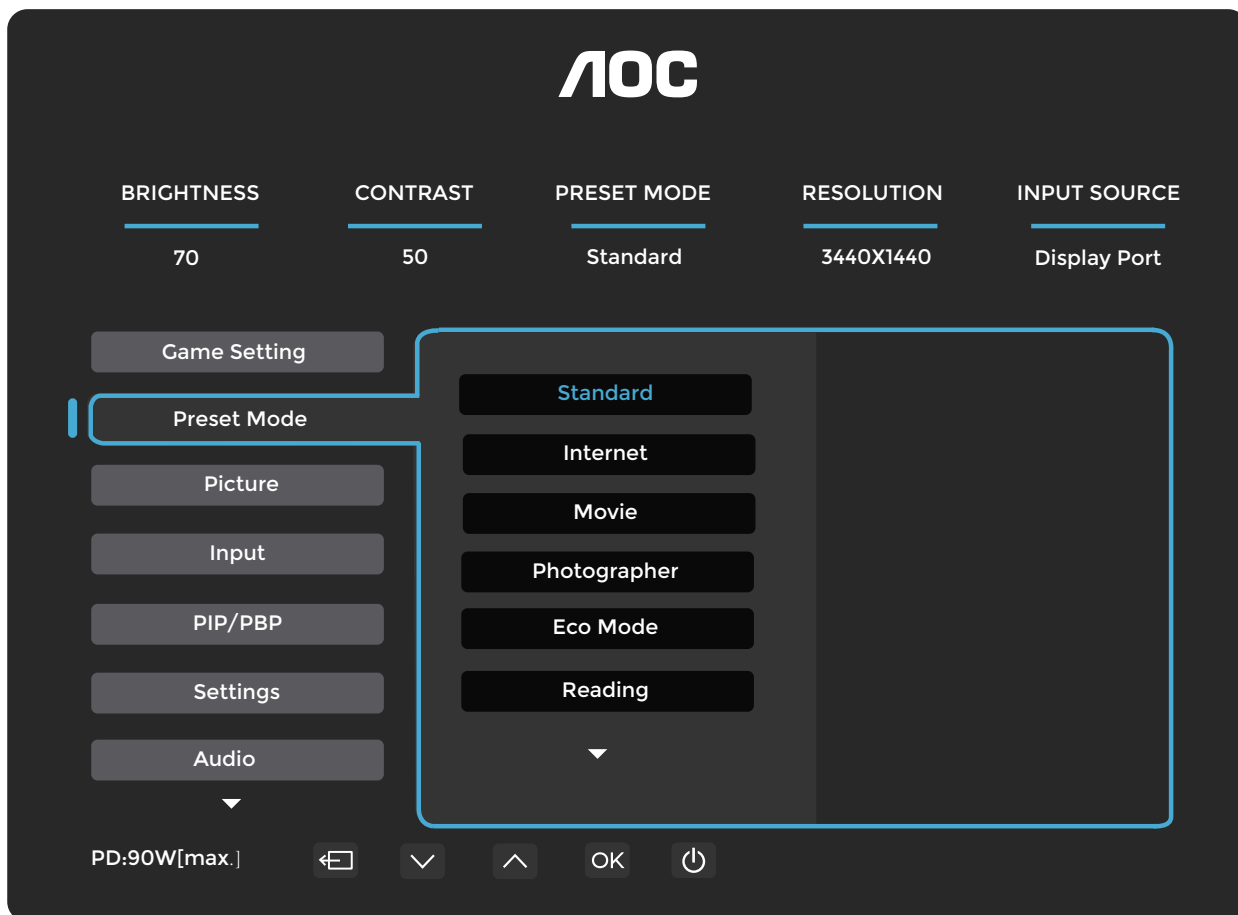 AOC
BRIGHTNESS CONTRAST PRESET MODE RESOLUTION INPUT SOURCE
70 50 Standard 3440X1440 Display Port
Game Setting
Preset Mode
Picture
Input
PIP/PBP
Settings
Audio
Standard
Internet
Movie
Photographer
Eco Mode
Reading
PD:90W[max.]
OK